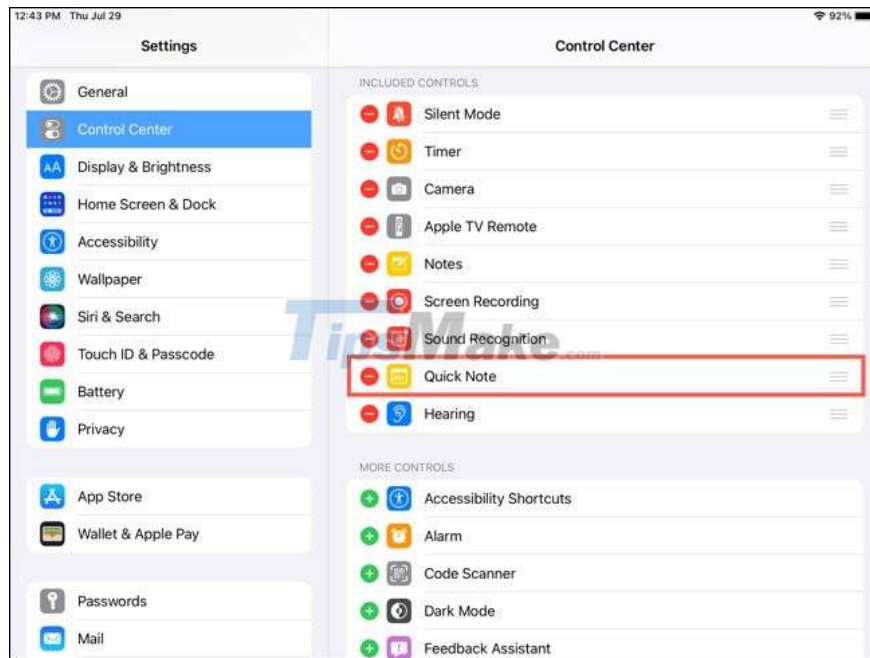 12:43 PM Thu Jul 29
92%
Settings
General
Control Center
Display & Brightness
Home Screen & Dock
Accessibility
Wallpaper
Siri & Search
Touch ID & Passcode
Battery
Privacy
App Store
Wallet & Apple Pay
Passwords
Mail
Control Center
INCLUDED CONTROLS
Silent Mode
Timer
Camera
Apple TV Remote
Notes
Screen Recording
Sound Recognition
Quick Note
Hearing
MORE CONTROLS
Accessibility Shortcuts
Alarm
Code Scanner
Dark Mode
Feedback Assistant
TipsMake.com